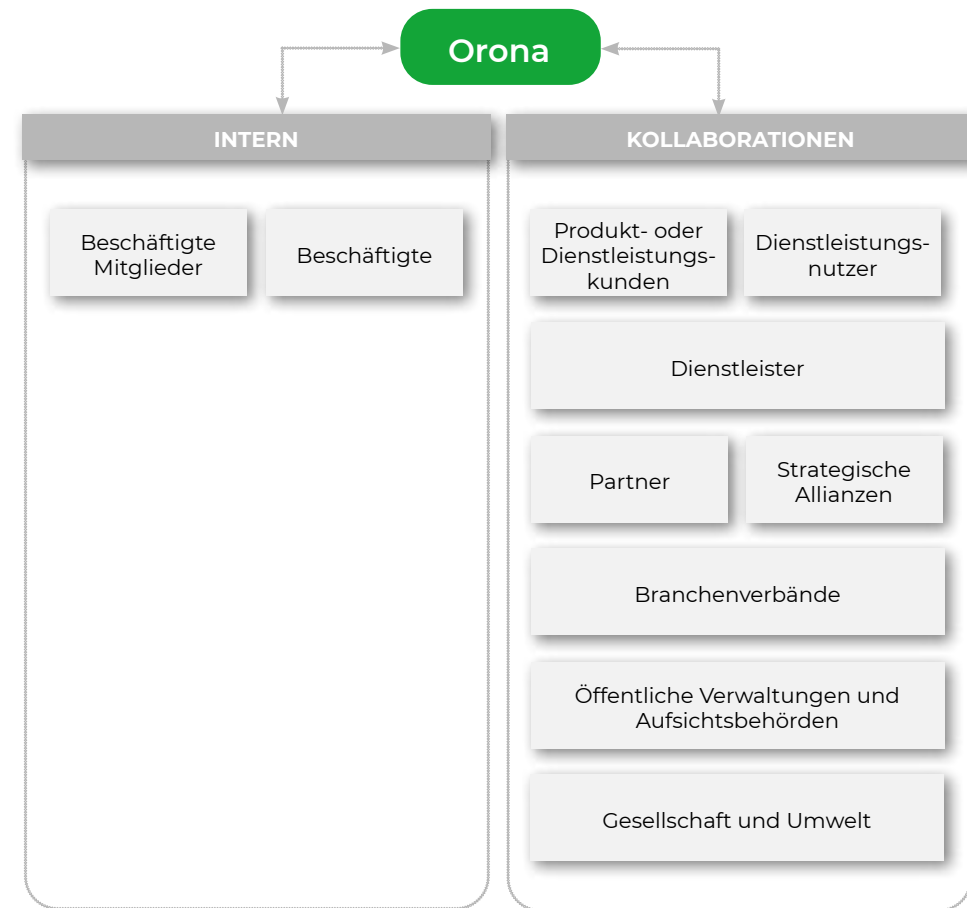 Orona
INTERN
Beschäftigte
Mitglieder
Beschäftigte
KOLLABORATIONEN
Produkt- oder
Dienstleistungs-
kunden
Dienstleistungs-
nutzer
Dienstleister
Partner
Strategische
Allianzen
Branchenverbände
Öffentliche Verwaltungen und
Aufsichtsbehörden
Gesellschaft und Umwelt